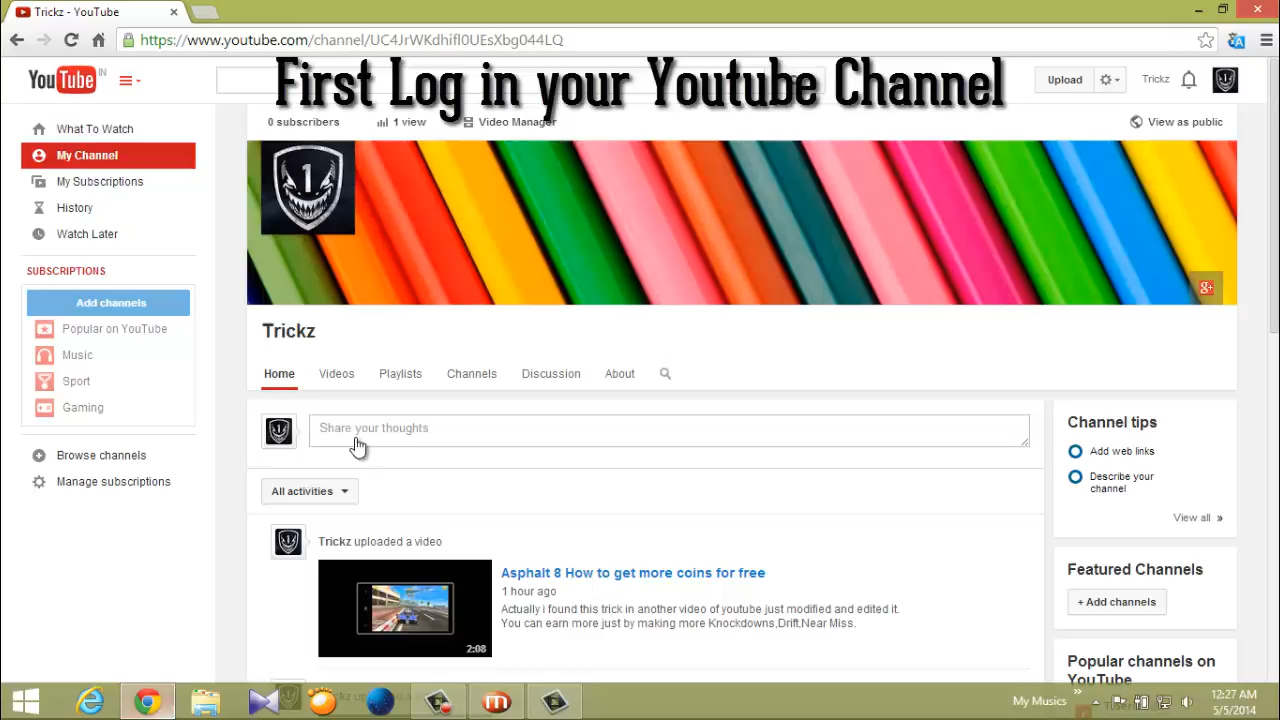 Trickz - YouTube
https://www.youtube.com/channel/UC4JrWKdhifl0UEsXbg044LQ
First Log in your Youtube Channel
YouTube IN
Upload
Trickz
0 subscribers
1 view
Video Manager
View as public
What To Watch
My Channel
My Subscriptions
History
Watch Later
SUBSCRIPTIONS
Add channels
Popular on YouTube
Music
Sport
Gaming
Browse channels
Manage subscriptions
1
g+
Trickz
Home Videos Playlists Channels Discussion About
Share your thoughts
All activities
Trickz uploaded a video
Asphalt 8 How to get more coins for free
1 hour ago
Actually i found this trick in another video of youtube just modified and edited it.
You can earn more just by making more Knockdowns,Drift,Near Miss.
2:08
Channel tips
Add web links
Describe your
channel
View all »
Featured Channels
+ Add channels
Popular channels on
YouTube
My Musics
12:27 AM
5/5/2014